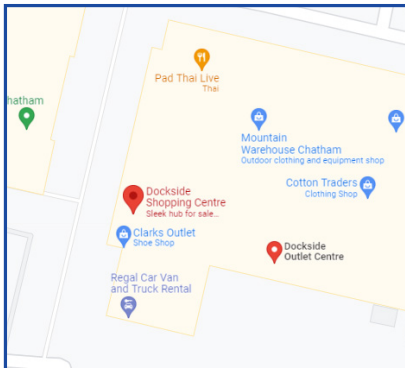 Pad Thai Live
Thai
hatham
Mountain
Warehouse Chatham
Outdoor clothing and equipment shop
Cotton Traders
Clothing Shop
Dockside
Shopping Centre
Sleek hub for sale...
Clarks Outlet
Shoe Shop
Dockside
Outlet Centre
Regal Car Van
and Truck Rental